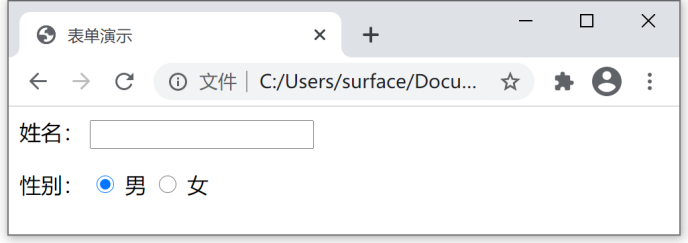 表单演示
文件 C:/Users/surface/Docu...
姓名：
性别： 男 女